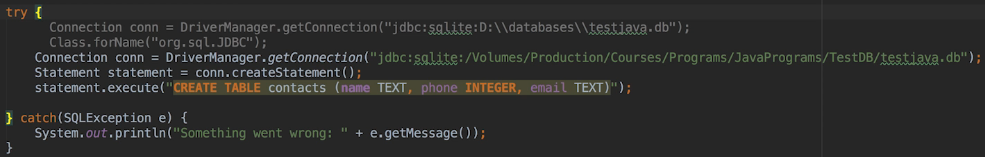 try {
Connection conn = DriverManager.getConnection("jdbc:sqlite:D:\\databases\\testjava.db");
Class.forName("org.sql.JDBC");
Connection conn = DriverManager.getConnection("jdbc:sqlite:/Volumes/Production/Courses/Programs/JavaPrograms/TestDB/testjava.db");
Statement statement = conn.createStatement();
statement.execute("CREATE TABLE contacts (name TEXT, phone INTEGER, email TEXT)");
} catch(SQLException e) {
System.out.println("Something went wrong: " + e.getMessage());
}